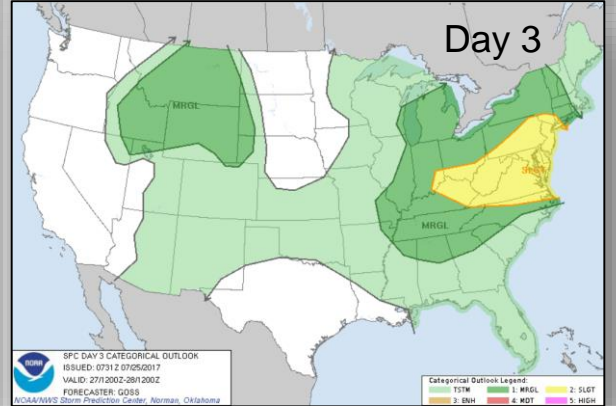 Day 3
MRGL
SLGT
MRGL
NOAA
SPC DAY 3 CATEGORICAL OUTLOOK
ISSUED: 0731Z 07/25/2017
VALID: 27/1200Z-28/1200Z
FORECASTER: GOSS
NOAA/NWS Storm Prediction Center, Norman, Oklahoma
Categorical Outlook Legend:
TSTM 1: MRGL 2: SLGT
3: ENH 4: MDT 5: HIGH